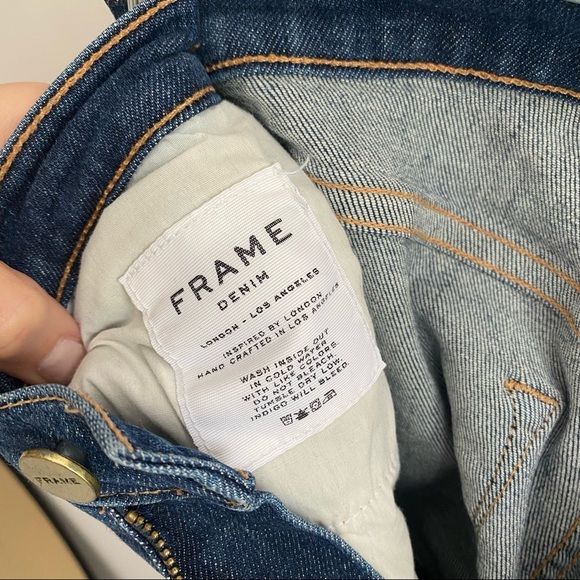 FRAME
DENIM
LONDON - LOS ANGELES
INSPIRED BY LONDON
HAND CRAFTED IN LOS ANGELES
WASH INSIDE OUT
IN COLD WATER
WITH LIKE COLORS.
DO NOT BLEACH.
TUMBLE DRY LOW.
INDIGO WILL BLEED.
FRAME